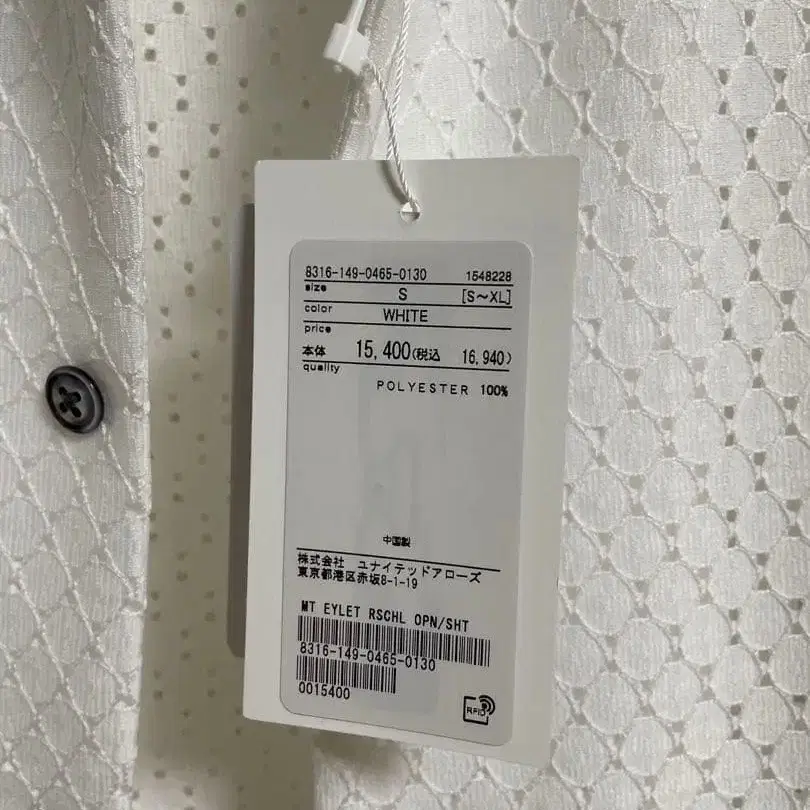 8316-149-0465-0130 1548228
size S [S~XL]
color WHITE
price
本体 15,400(税込 16,940)
quality
POLYESTER 100%
中国製
株式会社 ユナイテッドアローズ
東京都港区赤坂8-1-19
MT EYLET RSCHL OPN/SHT
8316-149-0465-0130
0015400
RFID